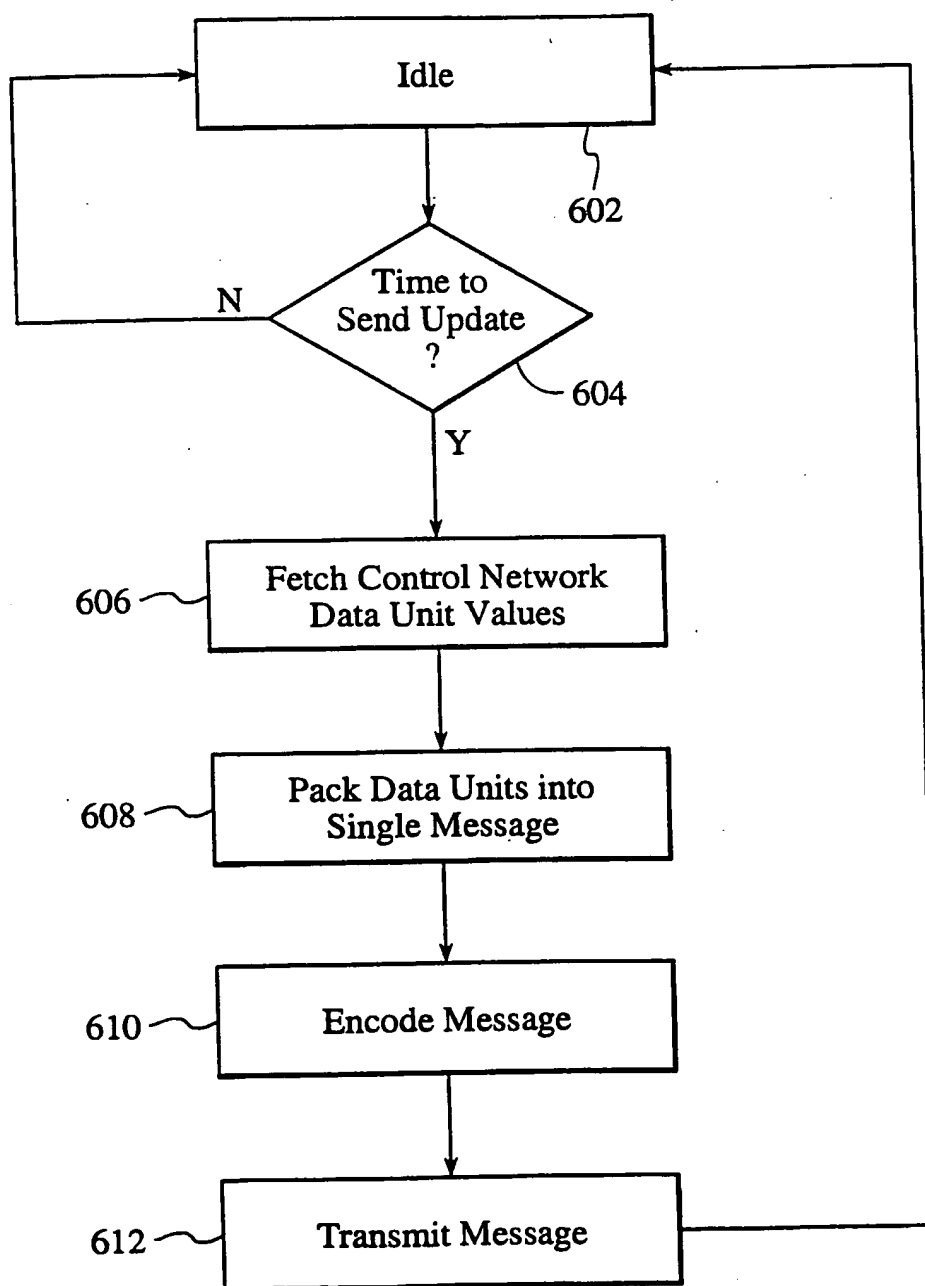 Idle
602
Time to
Send Update
?
N
604
Y
Fetch Control Network
Data Unit Values
606
Pack Data Units into
Single Message
608
Encode Message
610
Transmit Message
612